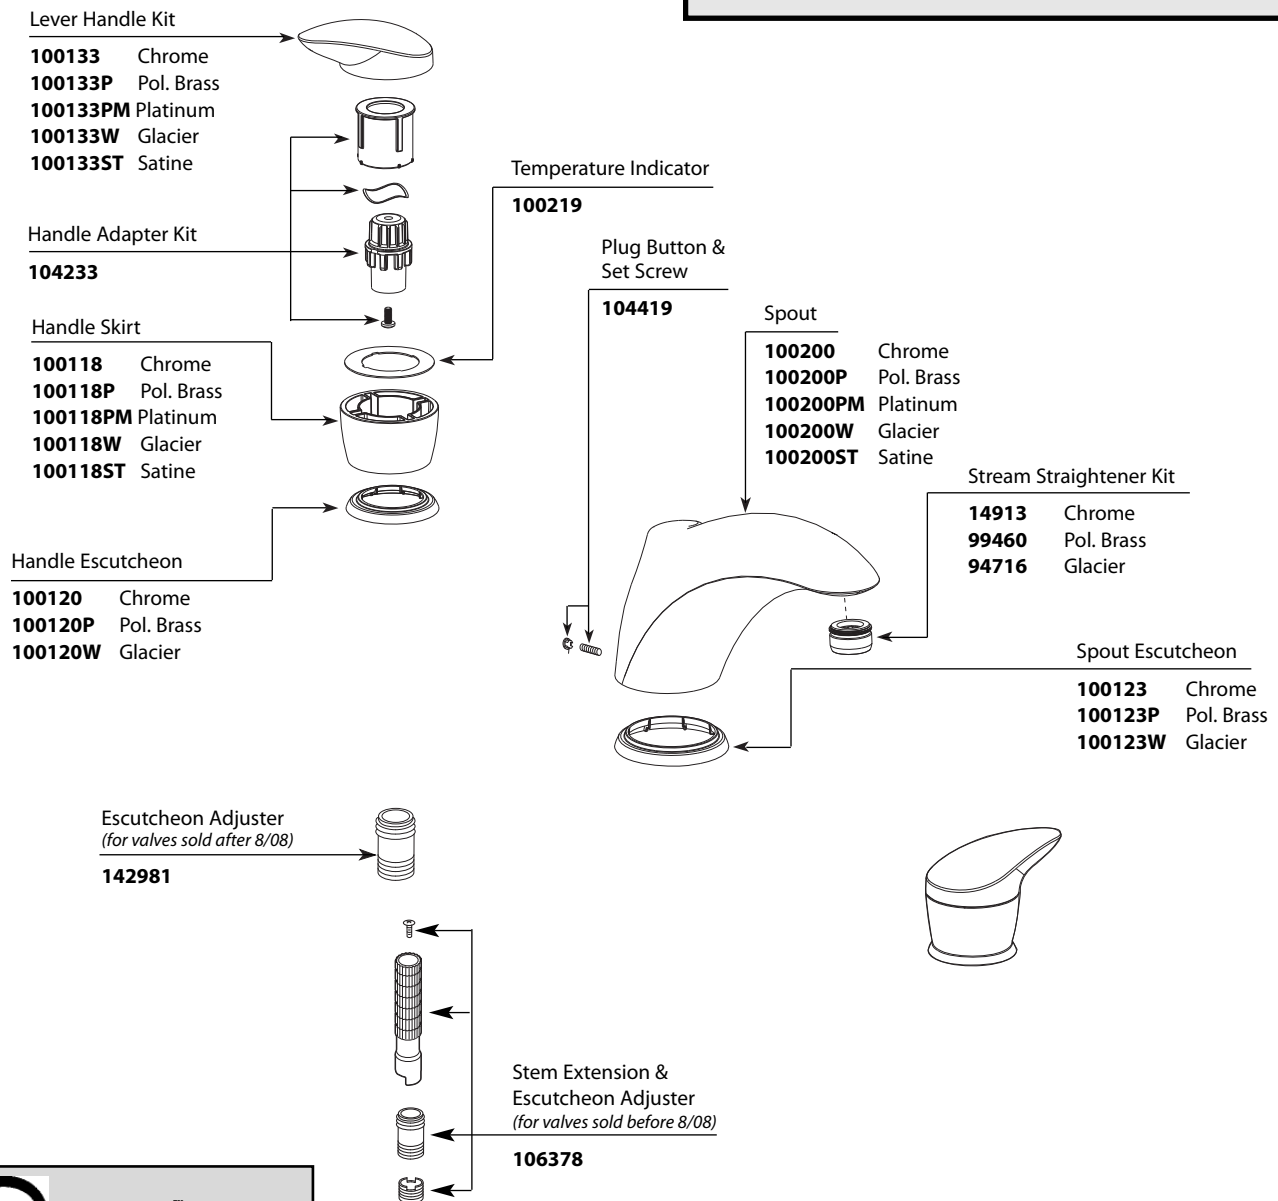 Lever Handle Kit
100133 Chrome
100133P Pol. Brass
100133PM Platinum
100133W Glacier
100133ST Satine
Handle Adapter Kit
104233
Handle Skirt
100118 Chrome
100118P Pol. Brass
100118PM Platinum
100118W Glacier
100118ST Satine
Handle Escutcheon
100120 Chrome
100120P Pol. Brass
100120W Glacier
Temperature Indicator
100219
Plug Button &
Set Screw
104419
Spout
100200 Chrome
100200P Pol. Brass
100200PM Platinum
100200W Glacier
100200ST Satine
Stream Straightener Kit
14913 Chrome
99460 Pol. Brass
94716 Glacier
Spout Escutcheon
100123 Chrome
100123P Pol. Brass
100123W Glacier
Escutcheon Adjuster
(for valves sold after 8/08)
142981
Stem Extension &
Escutcheon Adjuster
(for valves sold before 8/08)
106378